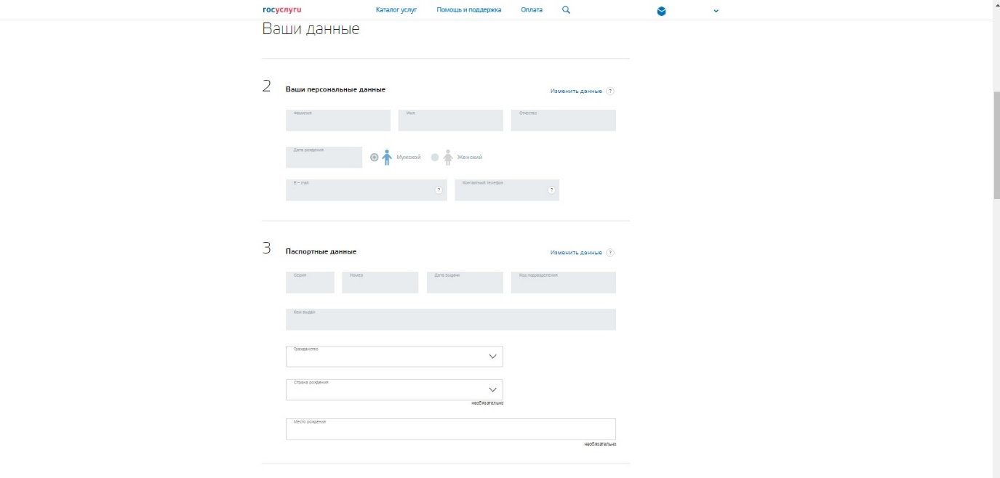 госуслуги Каталог услуг Помощь и поддержка Оплата
Ваши данные
2 Ваши персональные данные Изменить данные ?
Фамилия Имя Отчество
Дата рождения Мужской Женский
E-mail ? Контактный телефон ?
3 Паспортные данные Изменить данные ?
Серия Номер Дата выдачи Код подразделения
Кем выдан
Гражданство
Страна рождения
необязательно
Место рождения
необязательно